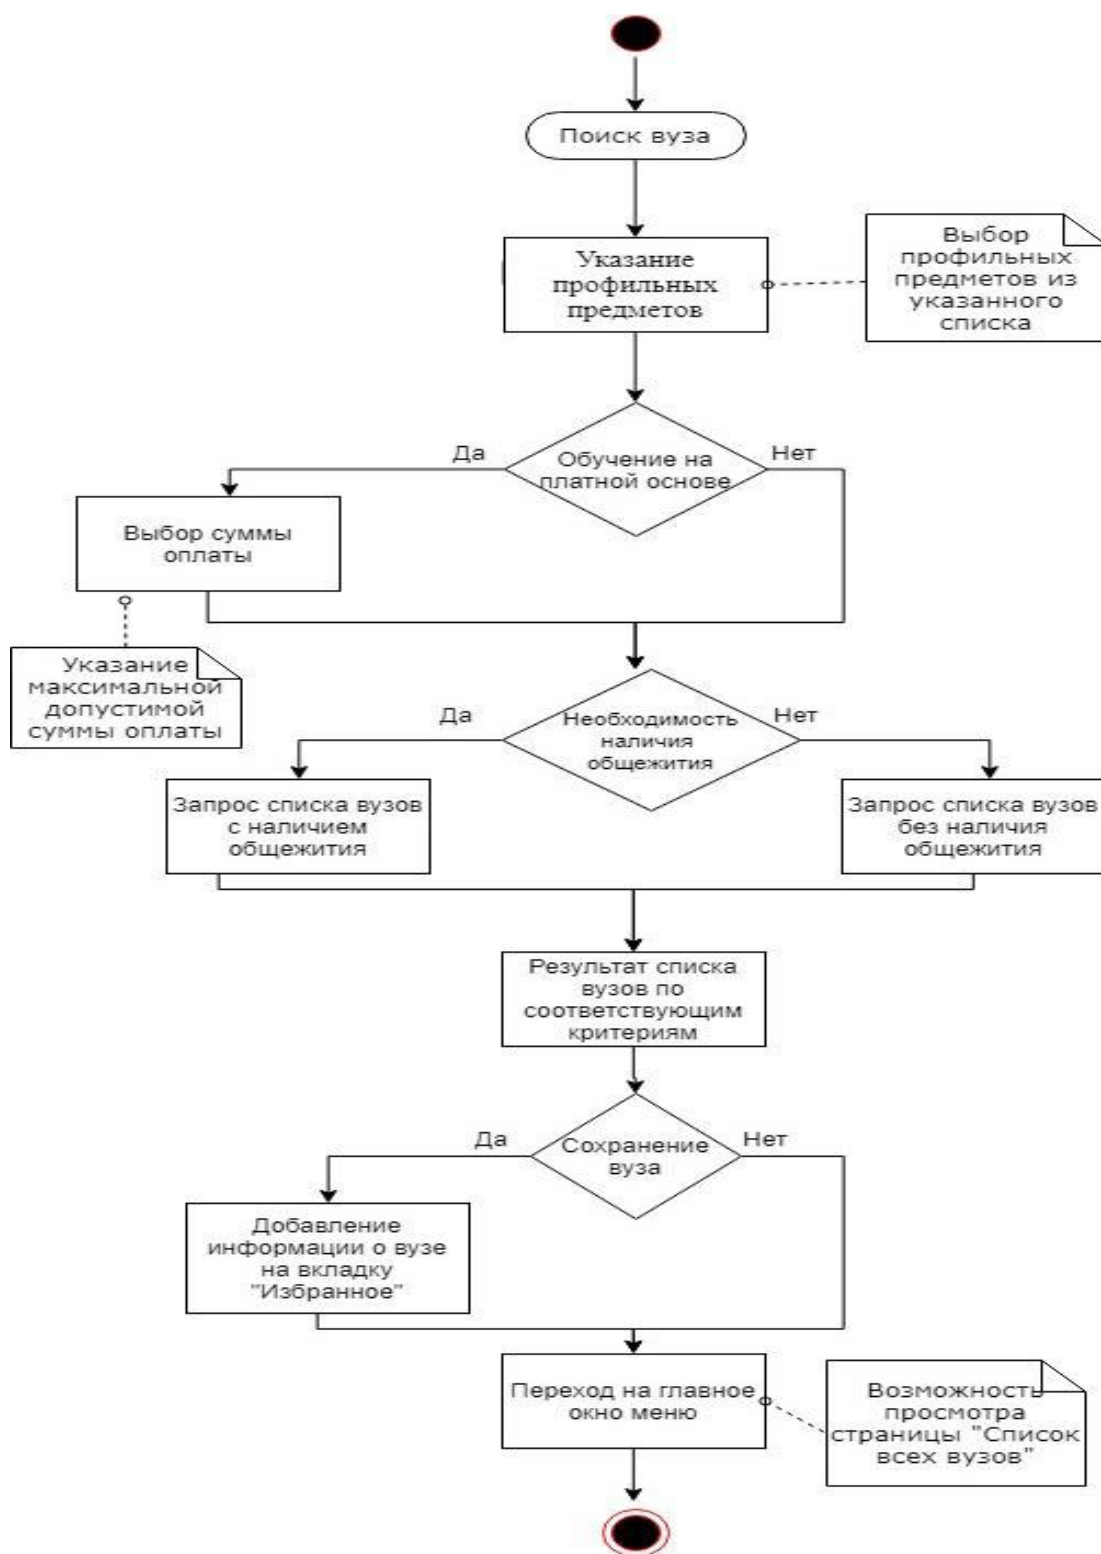 Поиск вуза
Указание
профильных
предметов
Выбор
профильных
предметов из
указанного
списка
Да
Обучение на
платной основе
Нет
Выбор суммы
оплаты
Указание
максимальной
допустимой
суммы оплаты
Да
Необходимость
наличия
общежития
Нет
Запрос списка вузов
с наличием
общежития
Запрос списка вузов
без наличия
общежития
Результат списка
вузов по
соответствующим
критериям
Да
Сохранение
вуза
Нет
Добавление
информации о вузе
на вкладку
"Избранное"
Переход на главное
окно меню
Возможность
просмотра
страницы "Список
всех вузов"